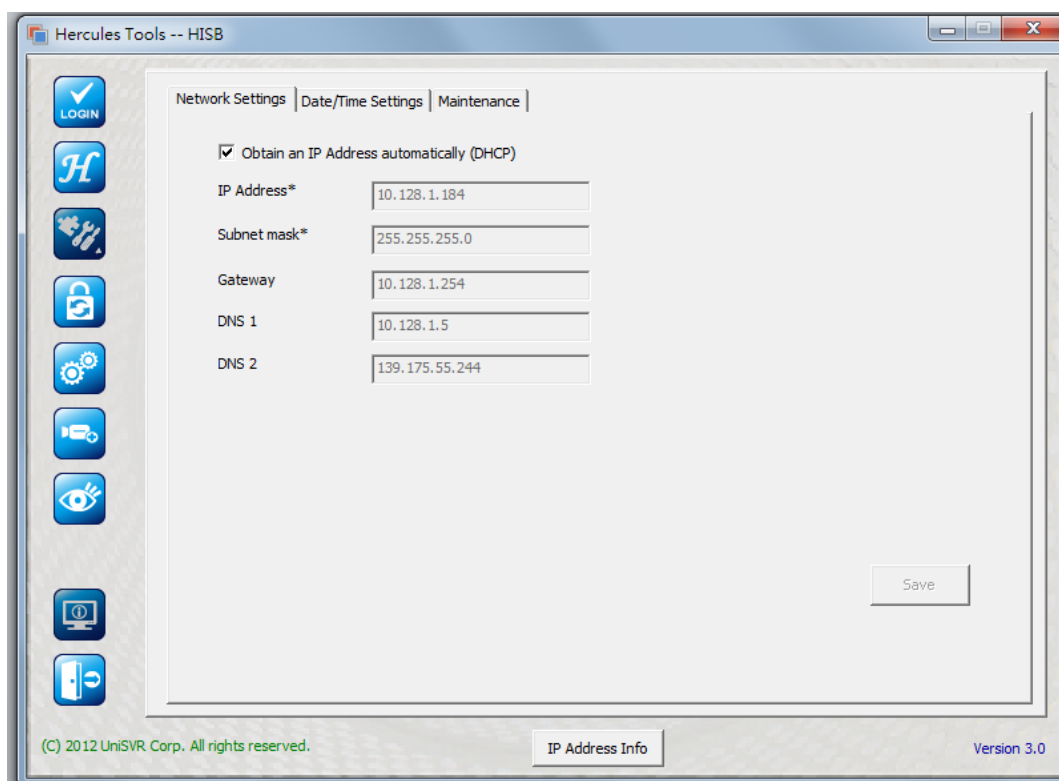 Hercules Tools -- HISB
LOGIN
H
Network Settings
Date/Time Settings
Maintenance
Obtain an IP Address automatically (DHCP)
IP Address*
10.128.1.184
Subnet mask*
255.255.255.0
Gateway
10.128.1.254
DNS 1
10.128.1.5
DNS 2
139.175.55.244
Save
(C) 2012 UniSVR Corp. All rights reserved.
IP Address Info
Version 3.0